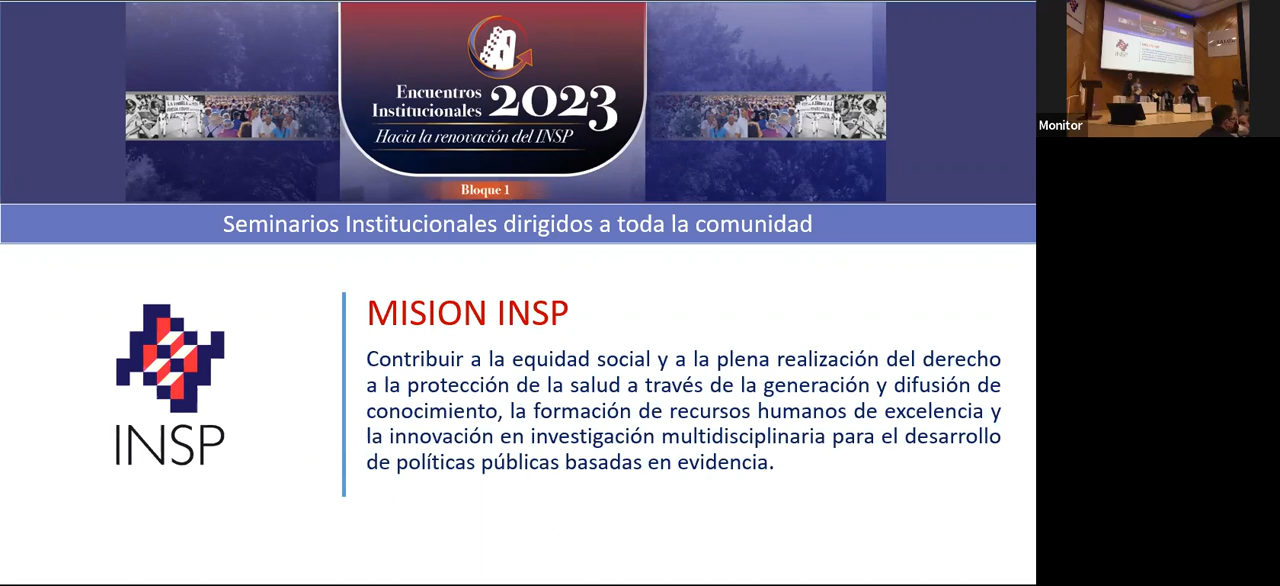 Encuentros
Institucionales 2023
Hacia la renovación del INSP
Bloque 1
Seminarios Institucionales dirigidos a toda la comunidad
MISION INSP
Contribuir a la equidad social y a la plena realización del derecho
a la protección de la salud a través de la generación y difusión de
conocimiento, la formación de recursos humanos de excelencia y
la innovación en investigación multidisciplinaria para el desarrollo
de políticas públicas basadas en evidencia.
INSP
Monitor